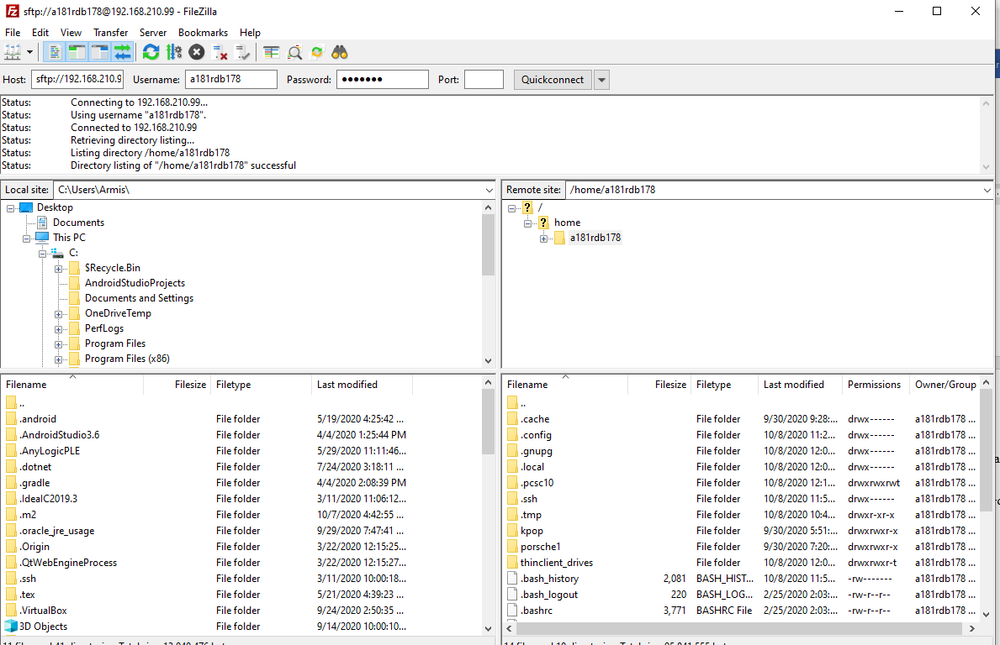 sftp://a181rdb178@192.168.210.99 - FileZilla
File Edit View Transfer Server Bookmarks Help
Host: sftp://192.168.210.9 Username: a181rdb178 Password: ●●●●●●● Port: Quickconnect
Status: Connecting to 192.168.210.99...
Status: Using username "a181rdb178".
Status: Connected to 192.168.210.99
Status: Retrieving directory listing...
Status: Listing directory /home/a181rdb178
Status: Directory listing of "/home/a181rdb178" successful
Local site: C:\Users\Armis\
Desktop
Documents
This PC
C:
$Recycle.Bin
AndroidStudioProjects
Documents and Settings
OneDriveTemp
PerfLogs
Program Files
Program Files (x86)
Remote site: /home/a181rdb178
/
home
a181rdb178
Filename Filesize Filetype Last modified
..
.android File folder 5/19/2020 4:25:42 ...
.AndroidStudio3.6 File folder 4/4/2020 1:25:44 PM
.AnyLogicPLE File folder 5/29/2020 11:11:46...
.dotnet File folder 7/24/2020 3:18:11 ...
.gradle File folder 4/4/2020 2:08:39 PM
.IdeaIC2019.3 File folder 3/11/2020 11:06:12...
.m2 File folder 10/7/2020 4:42:55 ...
.oracle_jre_usage File folder 9/29/2020 7:47:41 ...
.Origin File folder 3/22/2020 12:15:25...
.QtWebEngineProcess File folder 3/22/2020 12:15:27...
.ssh File folder 3/11/2020 10:00:18...
.tex File folder 5/21/2020 4:39:23 ...
.VirtualBox File folder 9/24/2020 2:50:35 ...
3D Objects File folder 9/14/2020 10:00:10...
Filename Filesize Filetype Last modified Permissions Owner/Group
..
.cache File folder 9/30/2020 9:28:... drwx------ a181rdb178 ...
.config File folder 10/8/2020 11:2... drwx------ a181rdb178 ...
.gnupg File folder 10/8/2020 12:0... drwx------ a181rdb178 ...
.local File folder 10/8/2020 12:0... drwx------ a181rdb178 ...
.pcsc10 File folder 10/8/2020 12:1... drwxrwxrwt a181rdb178 ...
.ssh File folder 10/8/2020 11:5... drwx------ a181rdb178 ...
.tmp File folder 10/8/2020 10:4... drwxr-xr-x a181rdb178 ...
kpop File folder 9/30/2020 5:51:... drwxrwxr-x a181rdb178 ...
porsche1 File folder 9/30/2020 7:20:... drwxrwxr-x a181rdb178 ...
thinclient_drives File folder 10/8/2020 12:0... drwxrwxr-t a181rdb178 ...
.bash_history 2,081 BASH_HIST... 10/8/2020 11:5... -rw------- a181rdb178 ...
.bash_logout 220 BASH_LOG... 2/25/2020 2:03:... -rw-r--r-- a181rdb178 ...
.bashrc 3,771 BASHRC File 2/25/2020 2:03:... -rw-r--r-- a181rdb178 ...